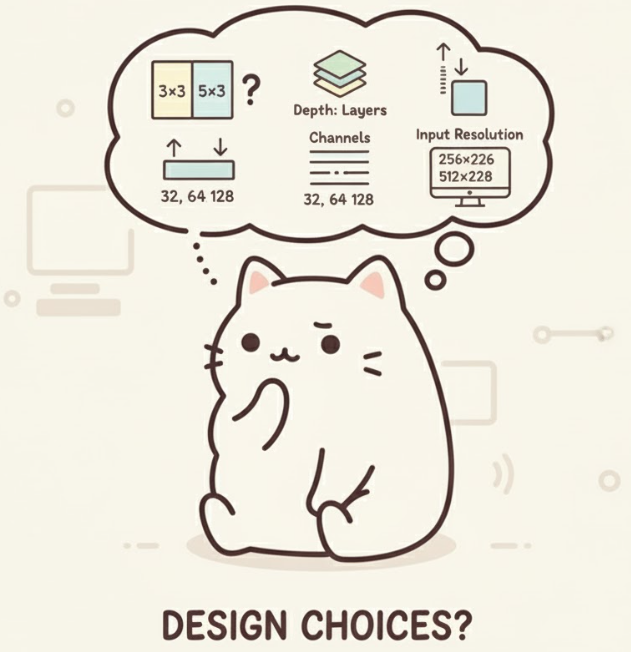 3×3 5×3 ?
Depth: Layers
Input Resolution
256×226
512×228
32, 64 128
Channels
32, 64 128
DESIGN CHOICES?